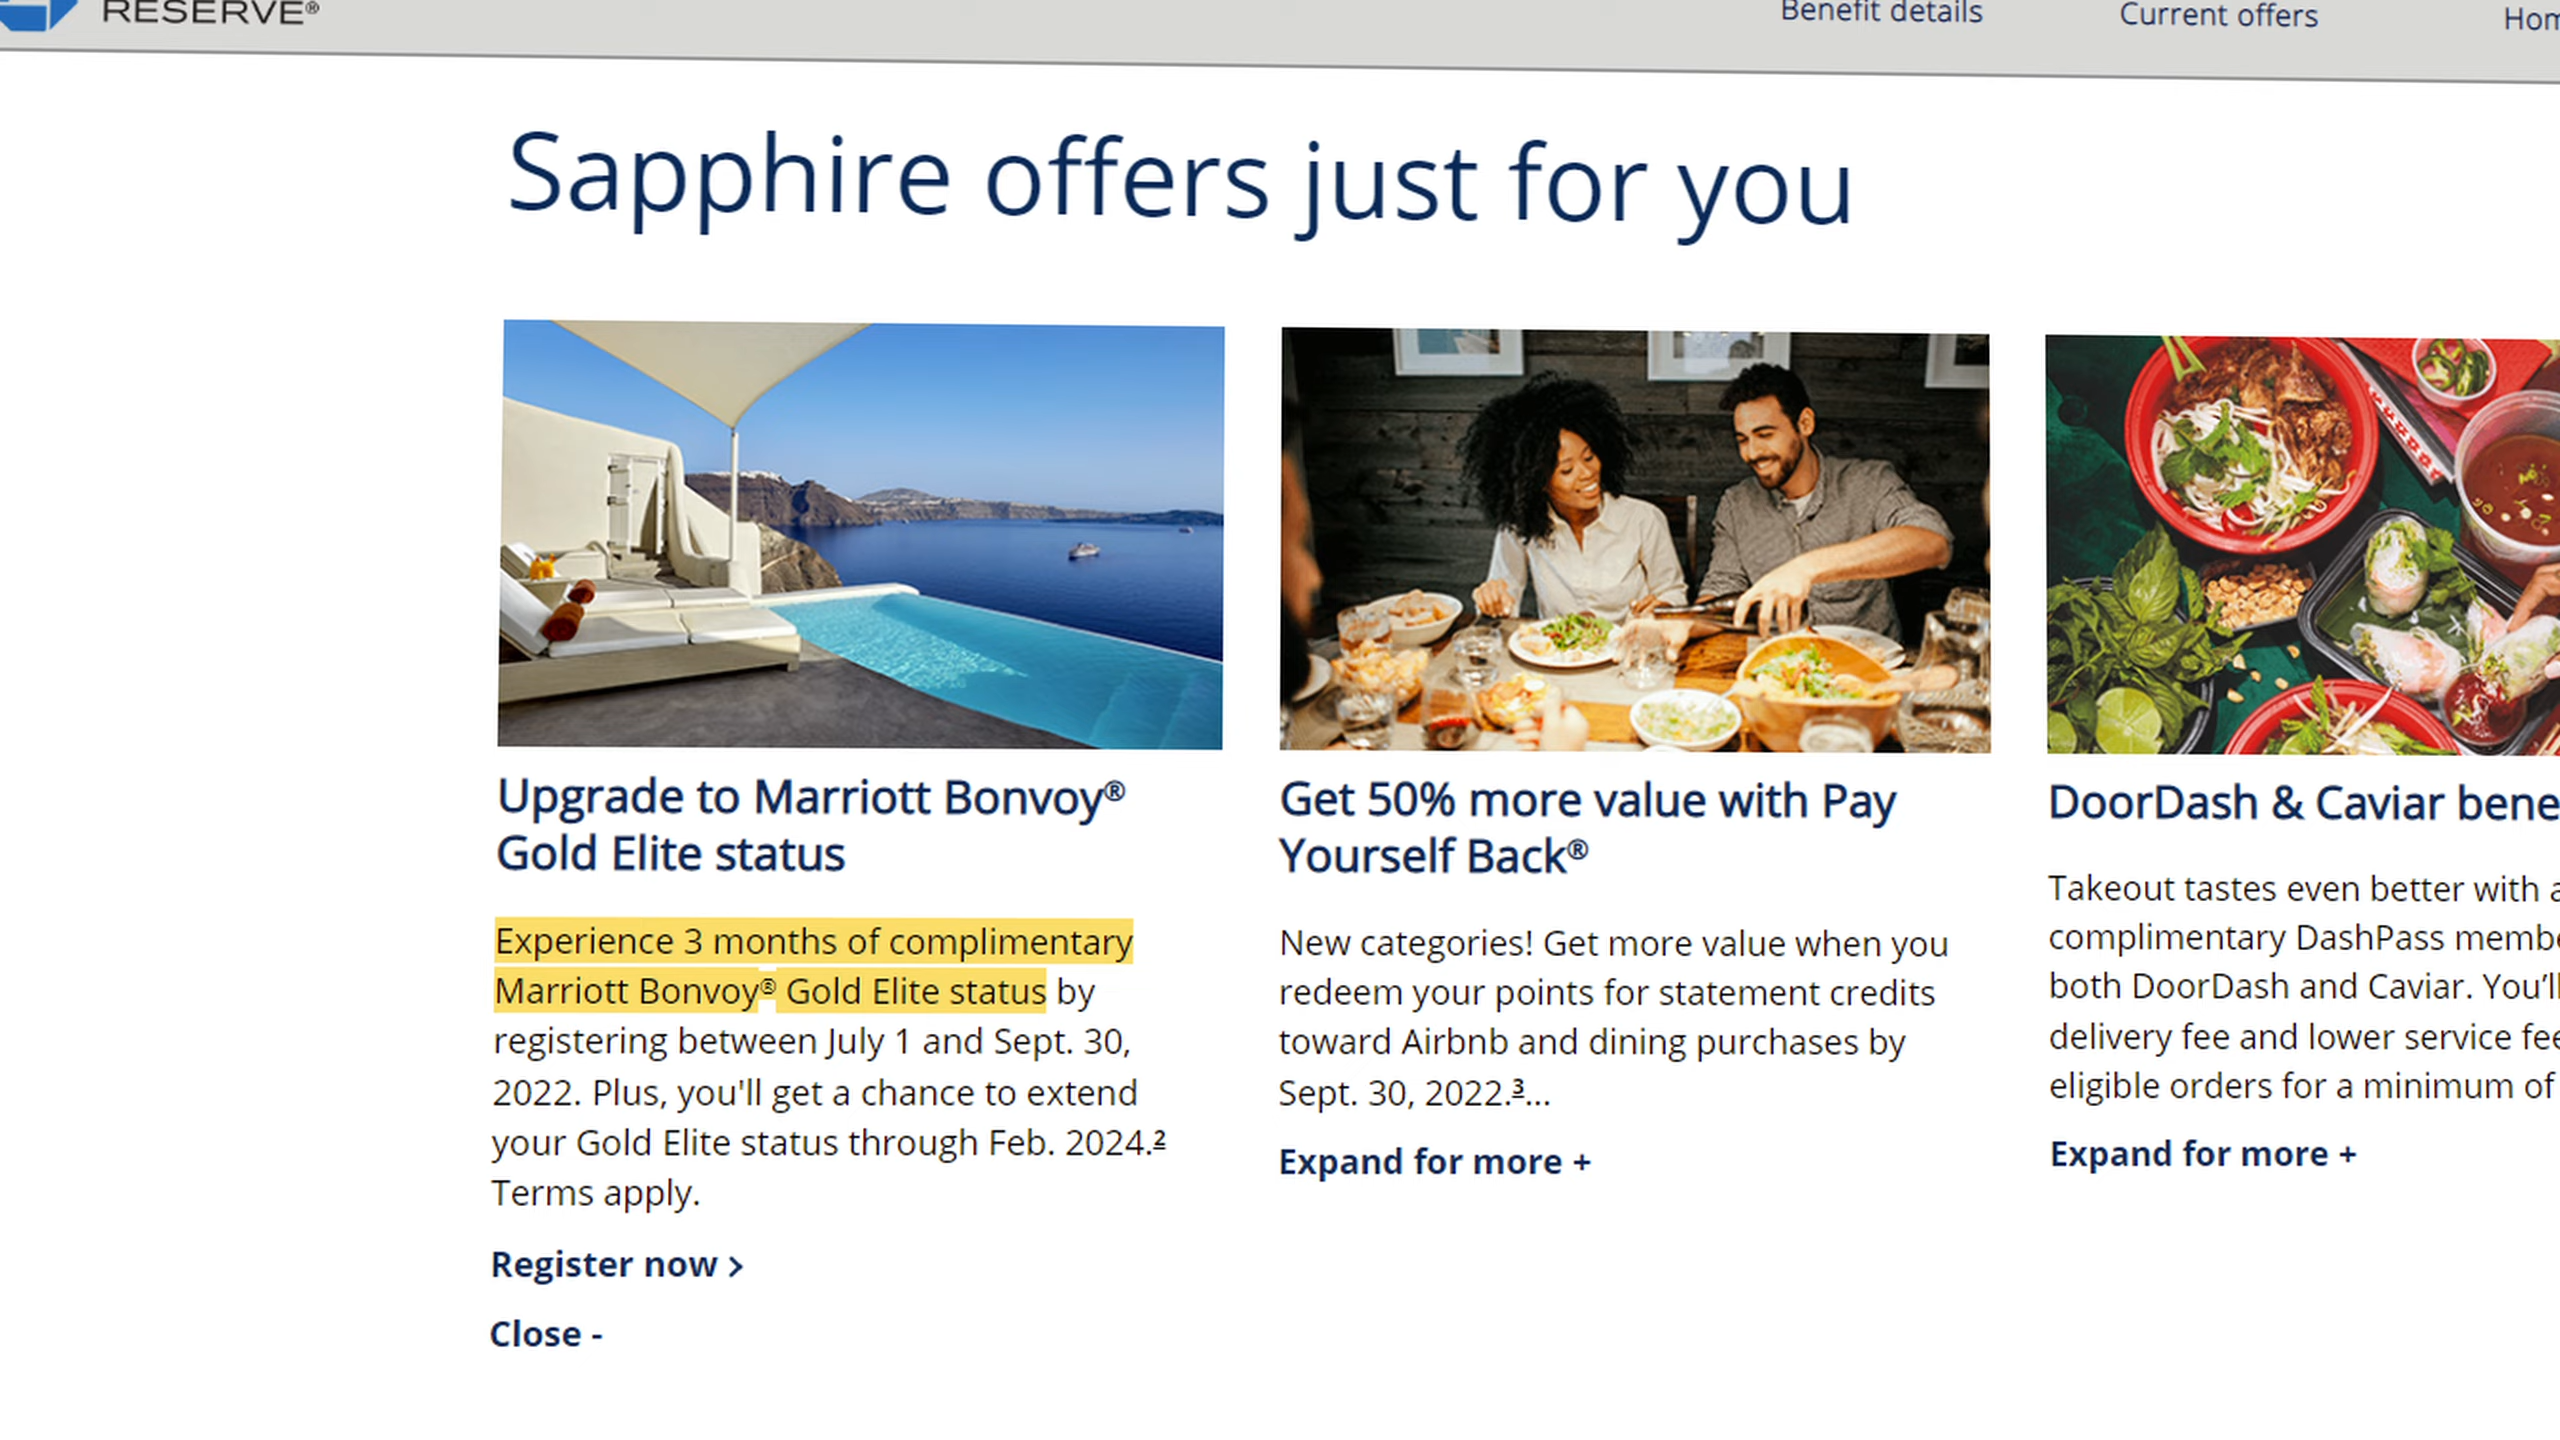 RESERVE®
Benefit details
Current offers
Sapphire offers just for you
Upgrade to Marriott Bonvoy®
Gold Elite status
Experience 3 months of complimentary
Marriott Bonvoy® Gold Elite status by
registering between July 1 and Sept. 30,
2022. Plus, you'll get a chance to extend
your Gold Elite status through Feb. 2024.2
Terms apply.
Register now >
Close -
Get 50% more value with Pay
Yourself Back®
New categories! Get more value when you
redeem your points for statement credits
toward Airbnb and dining purchases by
Sept. 30, 2022.3...
Expand for more +
DoorDash & Caviar
Takeout tastes even better with
complimentary DashPass
both DoorDash and Caviar.
delivery fee and lower service
eligible orders for a minimum of
Expand for more +